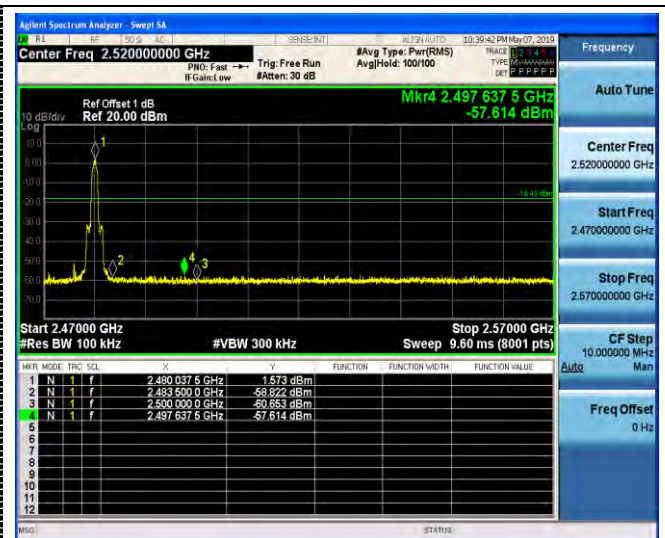 Agilent Spectrum Analyzer - Swept SA
RL RF 50 Ω AC SENSE:INT ALIGN AUTO 10:39:42 PM May 07, 2019
Center Freq 2.520000000 GHz
PNO: Fast
IFGain:Low
Trig: Free Run
#Atten: 30 dB
#Avg Type: Pwr(RMS)
Avg|Hold: 100/100
TRACE 1 2 3 4 5 6
TYPE M
DET P P P P P P
Frequency
Auto Tune
Center Freq
2.520000000 GHz
Start Freq
2.470000000 GHz
Stop Freq
2.570000000 GHz
CF Step
10.000000 MHz
Auto Man
Freq Offset
0 Hz
Mkr4 2.497 637 5 GHz
-57.614 dBm
Ref Offset 1 dB
10 dB/div Ref 20.00 dBm
Log
10.0
0.00
-10.0
-20.0
-30.0
-40.0
-50.0
-60.0
-70.0
1
2
4
3
Start 2.47000 GHz Stop 2.57000 GHz
#Res BW 100 kHz #VBW 300 kHz Sweep 9.60 ms (8001 pts)
MKR MODE TRC SCL X Y FUNCTION FUNCTION WIDTH FUNCTION VALUE
1 N 1 f 2.480 037 5 GHz 1.573 dBm
2 N 1 f 2.483 500 0 GHz -58.822 dBm
3 N 1 f 2.500 000 0 GHz -60.653 dBm
4 N 1 f 2.497 637 5 GHz -57.614 dBm
5
6
7
8
9
10
11
12
MSG STATUS